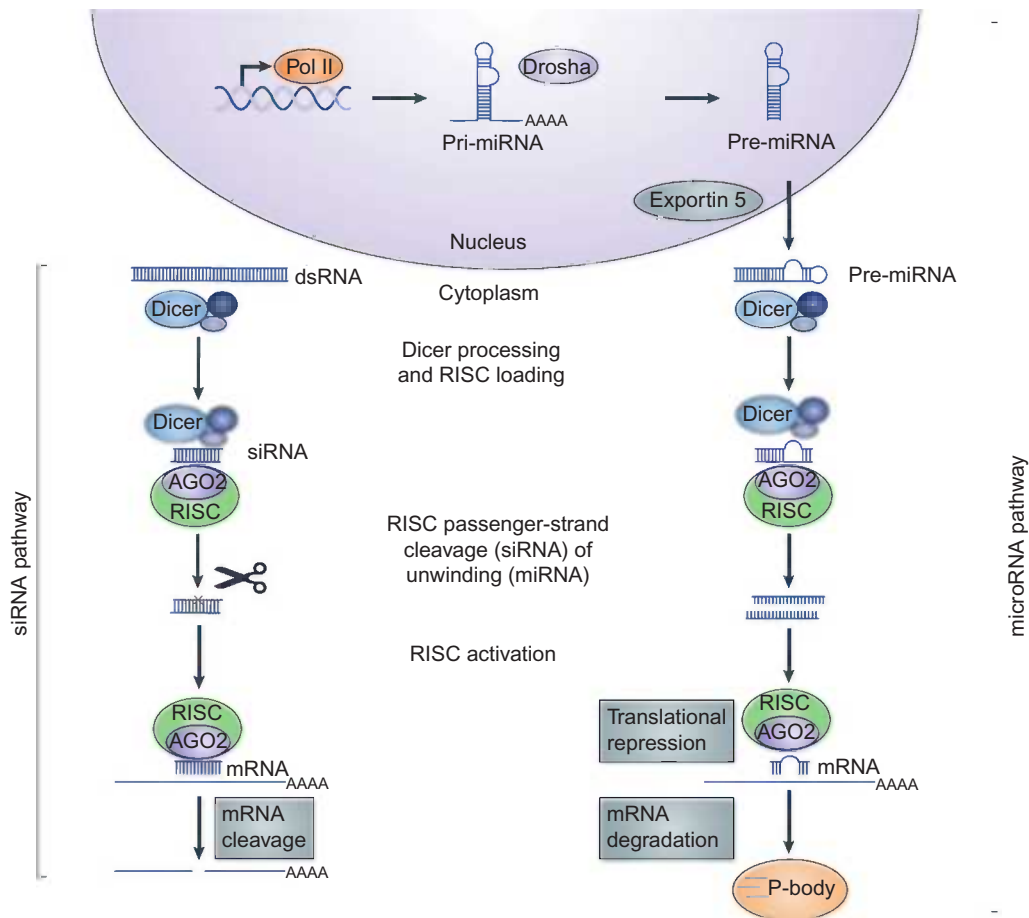 Pol II
Drosha
AAAA
Pri-miRNA
Pre-miRNA
Exportin 5
Nucleus
dsRNA
Cytoplasm
Pre-miRNA
Dicer
Dicer
Dicer processing
and RISC loading
Dicer
Dicer
siRNA
AGO2
RISC
AGO2
RISC
siRNA pathway
microRNA pathway
RISC passenger-strand
cleavage (siRNA) of
unwinding (miRNA)
RISC activation
RISC
AGO2
mRNA
AAAA
Translational
repression
RISC
AGO2
mRNA
AAAA
mRNA
cleavage
AAAA
mRNA
degradation
P-body